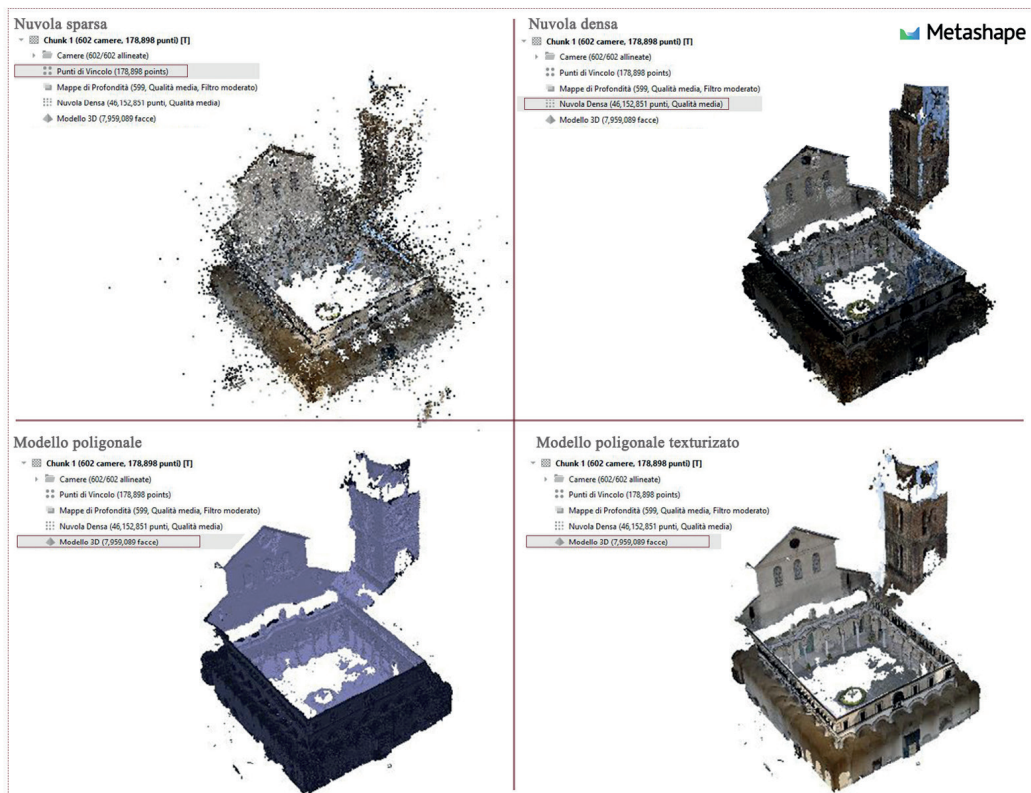 Nuvola sparsa
Chunk 1 (602 camere, 178,898 punti) [T]
Camere (602/602 allineate)
Punti di Vincolo (178,898 points)
Mappe di Profondità (599, Qualità media, Filtro moderato)
Nuvola Densa (46,152,851 punti, Qualità media)
Modello 3D (7,959,089 facce)
Nuvola densa
Metashape
Chunk 1 (602 camere, 178,898 punti) [T]
Camere (602/602 allineate)
Punti di Vincolo (178,898 points)
Mappe di Profondità (599, Qualità media, Filtro moderato)
Nuvola Densa (46,152,851 punti, Qualità media)
Modello 3D (7,959,089 facce)
Modello poligonale
Chunk 1 (602 camere, 178,898 punti) [T]
Camere (602/602 allineate)
Punti di Vincolo (178,898 points)
Mappe di Profondità (599, Qualità media, Filtro moderato)
Nuvola Densa (46,152,851 punti, Qualità media)
Modello 3D (7,959,089 facce)
Modello poligonale texturizato
Chunk 1 (602 camere, 178,898 punti) [T]
Camere (602/602 allineate)
Punti di Vincolo (178,898 points)
Mappe di Profondità (599, Qualità media, Filtro moderato)
Nuvola Densa (46,152,851 punti, Qualità media)
Modello 3D (7,959,089 facce)